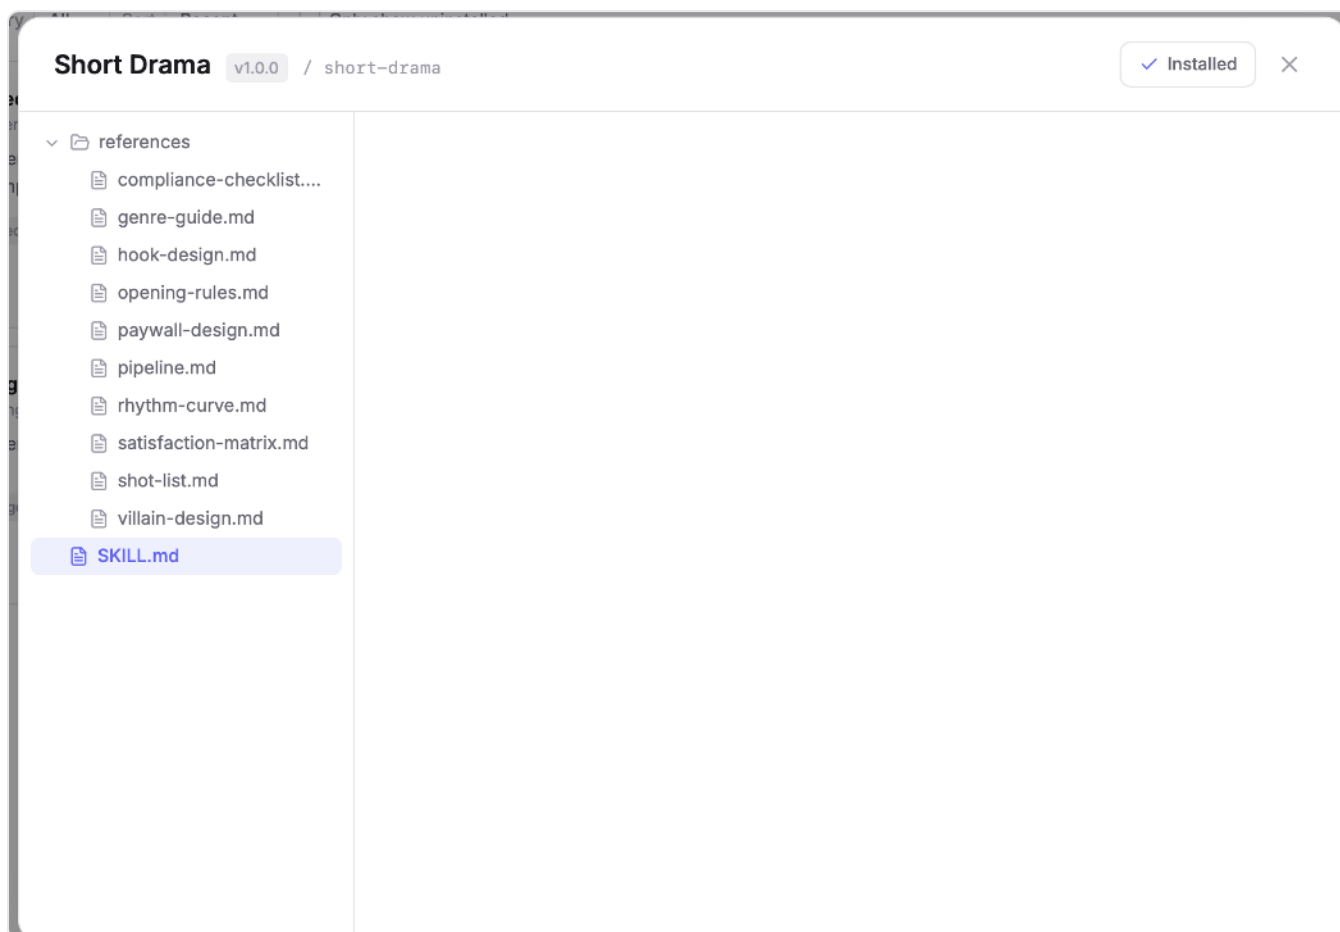 Short Drama v1.0.0 / short-drama
Installed
references
compliance-checklist....
genre-guide.md
hook-design.md
opening-rules.md
paywall-design.md
pipeline.md
rhythm-curve.md
satisfaction-matrix.md
shot-list.md
villain-design.md
SKILL.md